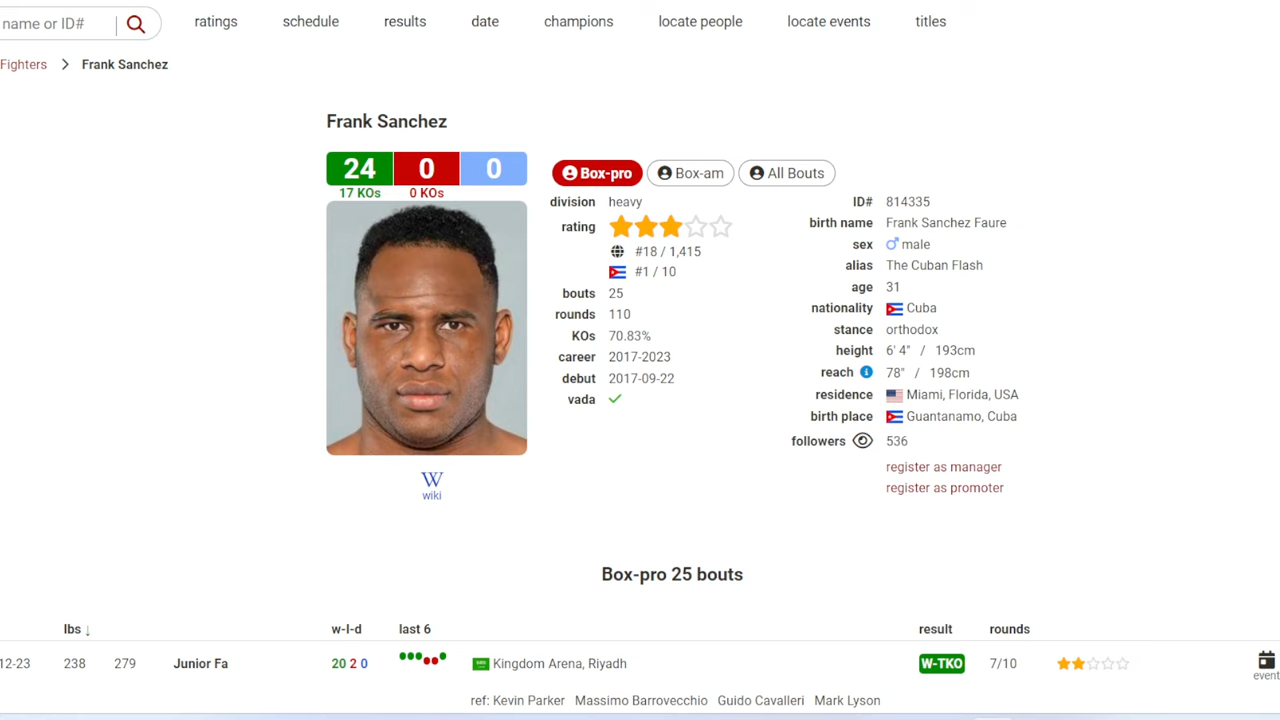 name or ID# ratings schedule results date champions locate people locate events titles
Fighters > Frank Sanchez
Frank Sanchez
24 0 0
17 KOs 0 KOs
Box-pro Box-am All Bouts
division heavy
rating
#18 / 1,415
#1 / 10
bouts 25
rounds 110
KOs 70.83%
career 2017-2023
debut 2017-09-22
vada
ID# 814335
birth name Frank Sanchez Faure
sex male
alias The Cuban Flash
age 31
nationality Cuba
stance orthodox
height 6' 4" / 193cm
reach 78" / 198cm
residence Miami, Florida, USA
birth place Guantanamo, Cuba
followers 536
register as manager
register as promoter
W
wiki
Box-pro 25 bouts
lbs ↓ w-l-d last 6 result rounds
12-23 238 279 Junior Fa 20 2 0 Kingdom Arena, Riyadh W-TKO 7/10
event
ref: Kevin Parker Massimo Barrovecchio Guido Cavalleri Mark Lyson